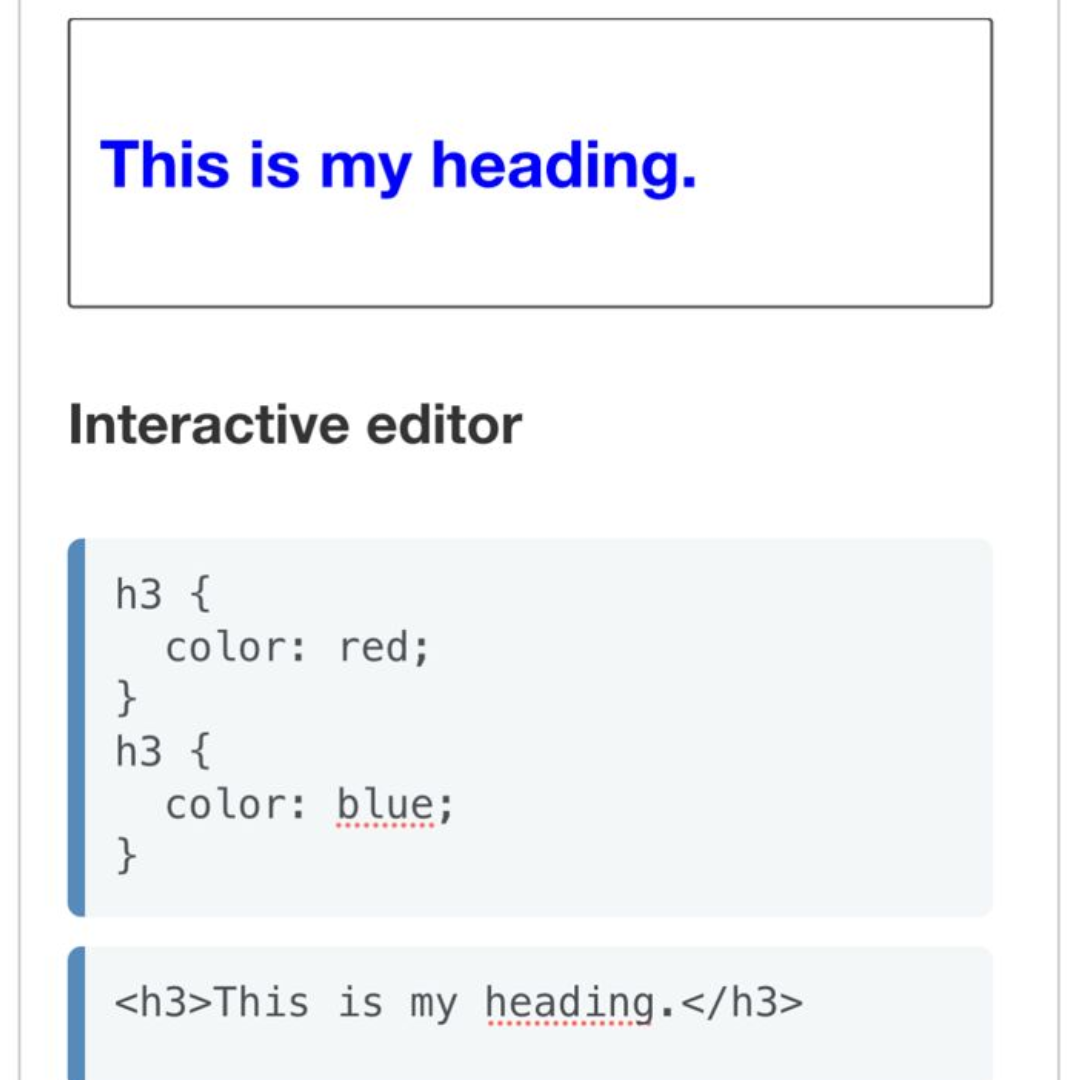 This is my heading.
Interactive editor
h3 {
  color: red;
}
h3 {
  color: blue;
}
<h3>This is my heading.</h3>